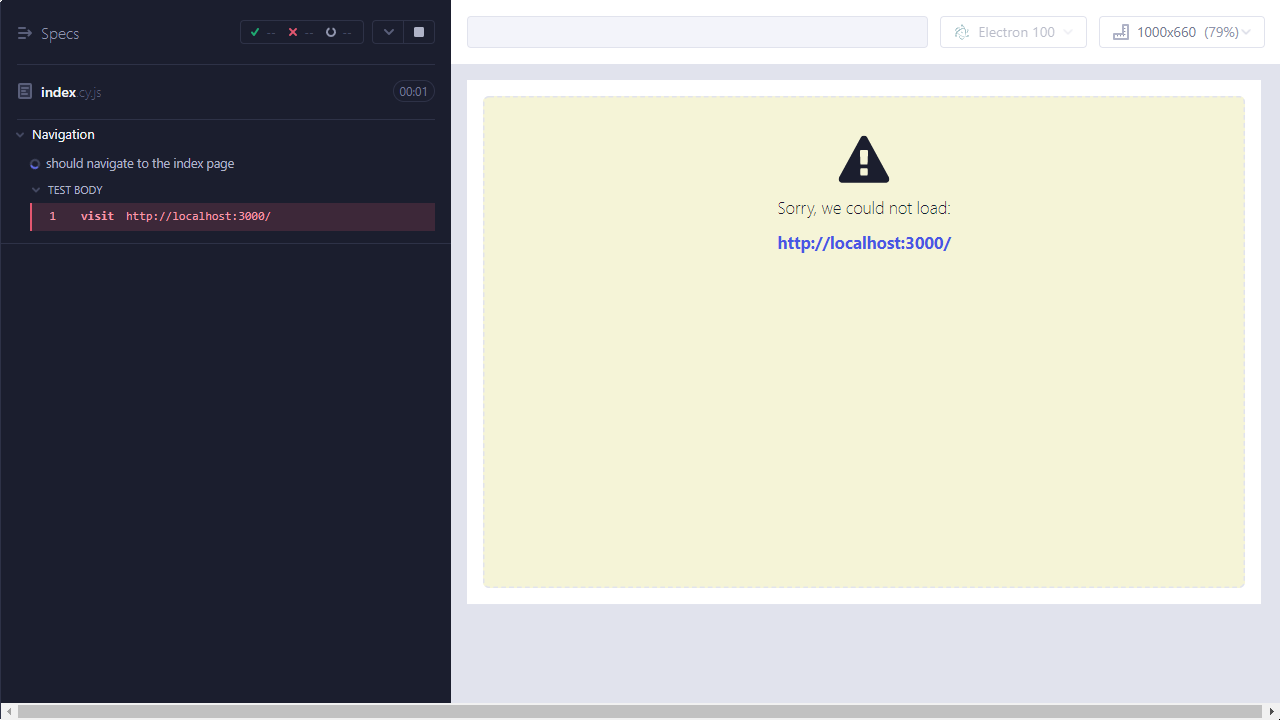 Specs
-- -- --
index.cy.js
00:01
Navigation
should navigate to the index page
TEST BODY
1 visit http://localhost:3000/
Electron 100
1000x660 (79%)
Sorry, we could not load:
http://localhost:3000/